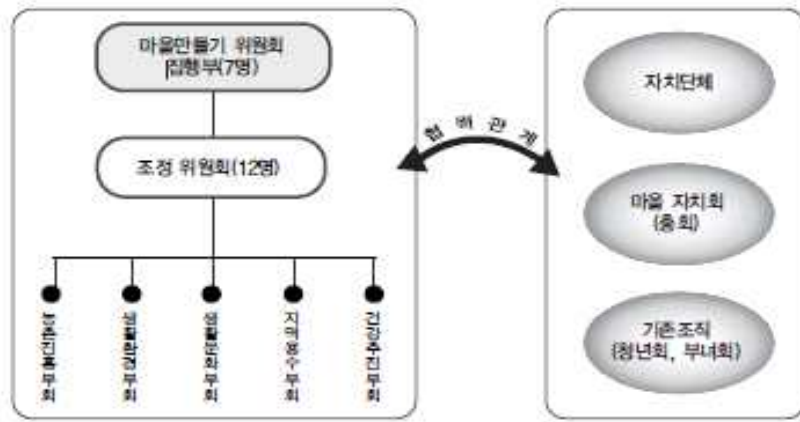 마을만들기 위원회
집행부(7명)
조정 위원회(12명)
농촌진흥부회
생활환경부회
생활문화부회
지역용수부회
건강추진부회
관계
자치단체
마을 자치회
(총회)
기존조직
(청년회, 부녀회)